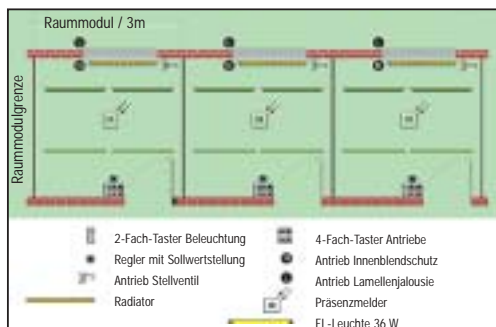 Raummodul / 3m
Raummodulgrenze
2-Fach-Taster Beleuchtung
4-Fach-Taster Antriebe
Regler mit Sollwertstellung
Antrieb Innenblendschutz
Antrieb Stellventil
Antrieb Lamellenjalousie
Radiator
Präsenzmelder
FL-Leuchte 36 W